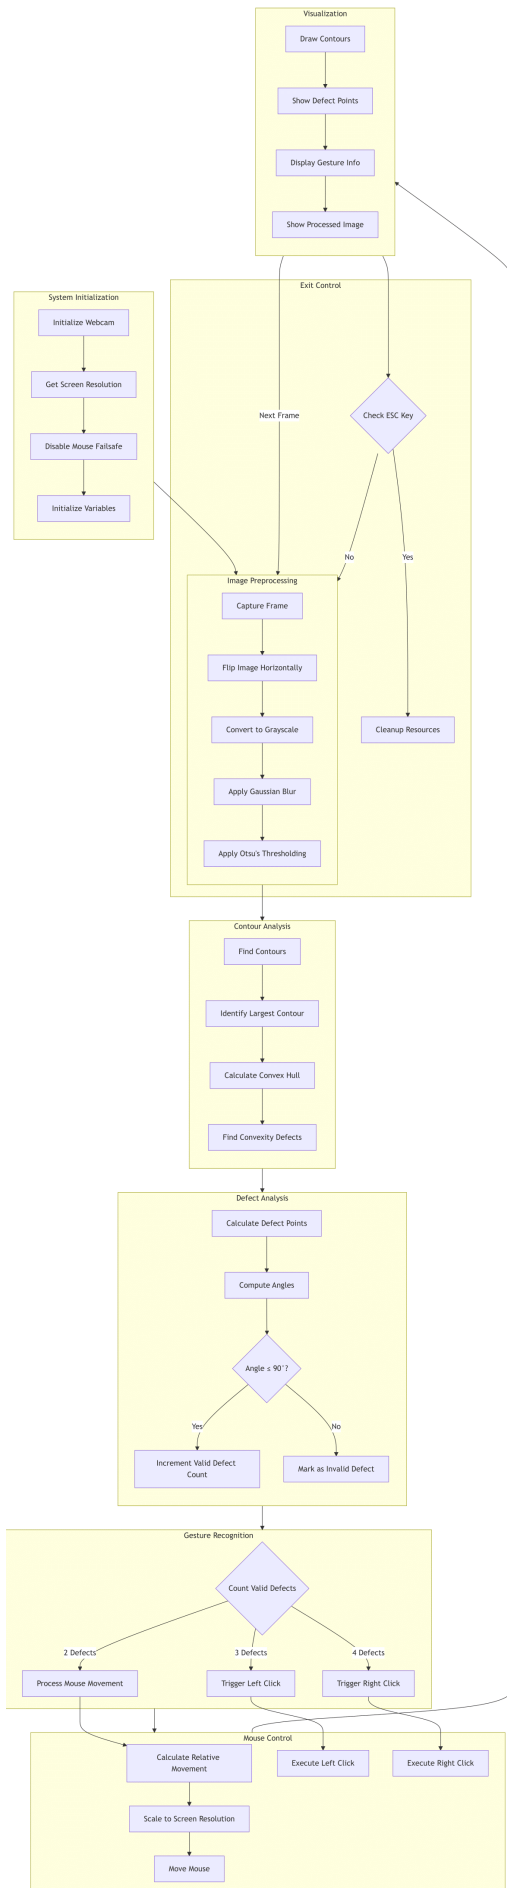 Visualization
Draw Contours
Show Defect Points
Display Gesture Info
Show Processed Image
Exit Control
System Initialization
Initialize Webcam
Get Screen Resolution
Disable Mouse Failsafe
Initialize Variables
Next Frame
Check ESC Key
No
Yes
Image Preprocessing
Capture Frame
Flip Image Horizontally
Convert to Grayscale
Cleanup Resources
Apply Gaussian Blur
Apply Otsu's Thresholding
Contour Analysis
Find Contours
Identify Largest Contour
Calculate Convex Hull
Find Convexity Defects
Defect Analysis
Calculate Defect Points
Compute Angles
Angle ≤ 90°?
Yes
No
Increment Valid Defect
Count
Mark as Invalid Defect
Gesture Recognition
Count Valid Defects
2 Defects
3 Defects
4 Defects
Process Mouse Movement
Trigger Left Click
Trigger Right Click
Mouse Control
Calculate Relative
Movement
Execute Left Click
Execute Right Click
Scale to Screen Resolution
Move Mouse